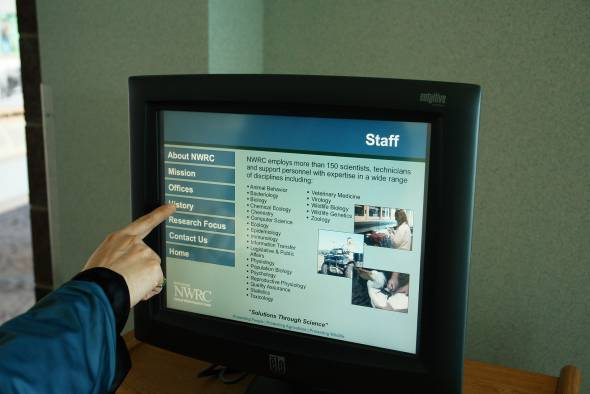 entuitive
Staff
About NWRC
Mission
Offices
History
Research Focus
Contact Us
Home
NWRC employs more than 150 scientists, technicians
and support personnel with expertise in a wide range
of disciplines including:
• Animal Behavior
• Bacteriology
• Biology
• Chemical Ecology
• Chemistry
• Computer Science
• Ecology
• Epidemiology
• Immunology
• Information Transfer
• Legislative & Public
Affairs
• Physiology
• Population Biology
• Psychology
• Reproductive Physiology
• Quality Assurance
• Statistics
• Toxicology
• Veterinary Medicine
• Virology
• Wildlife Biology
• Wildlife Genetics
• Zoology
NWRC
"Solutions Through Science"
Protecting People | Protecting Agriculture | Protecting Wildlife
elo